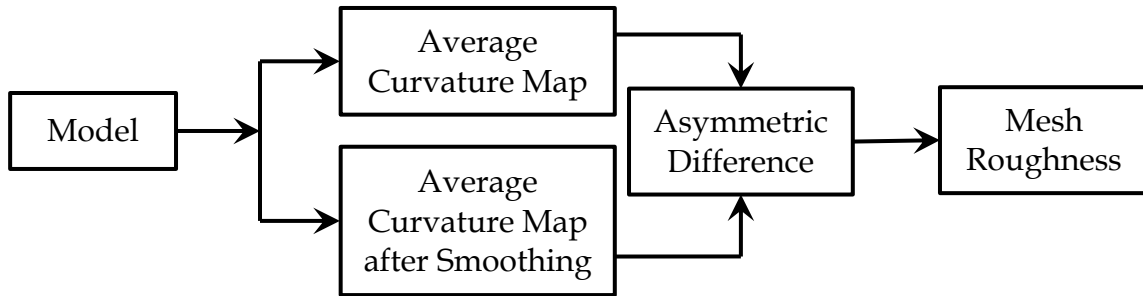 Model
Average
Curvature Map
Average
Curvature Map
after Smoothing
Asymmetric
Difference
Mesh
Roughness